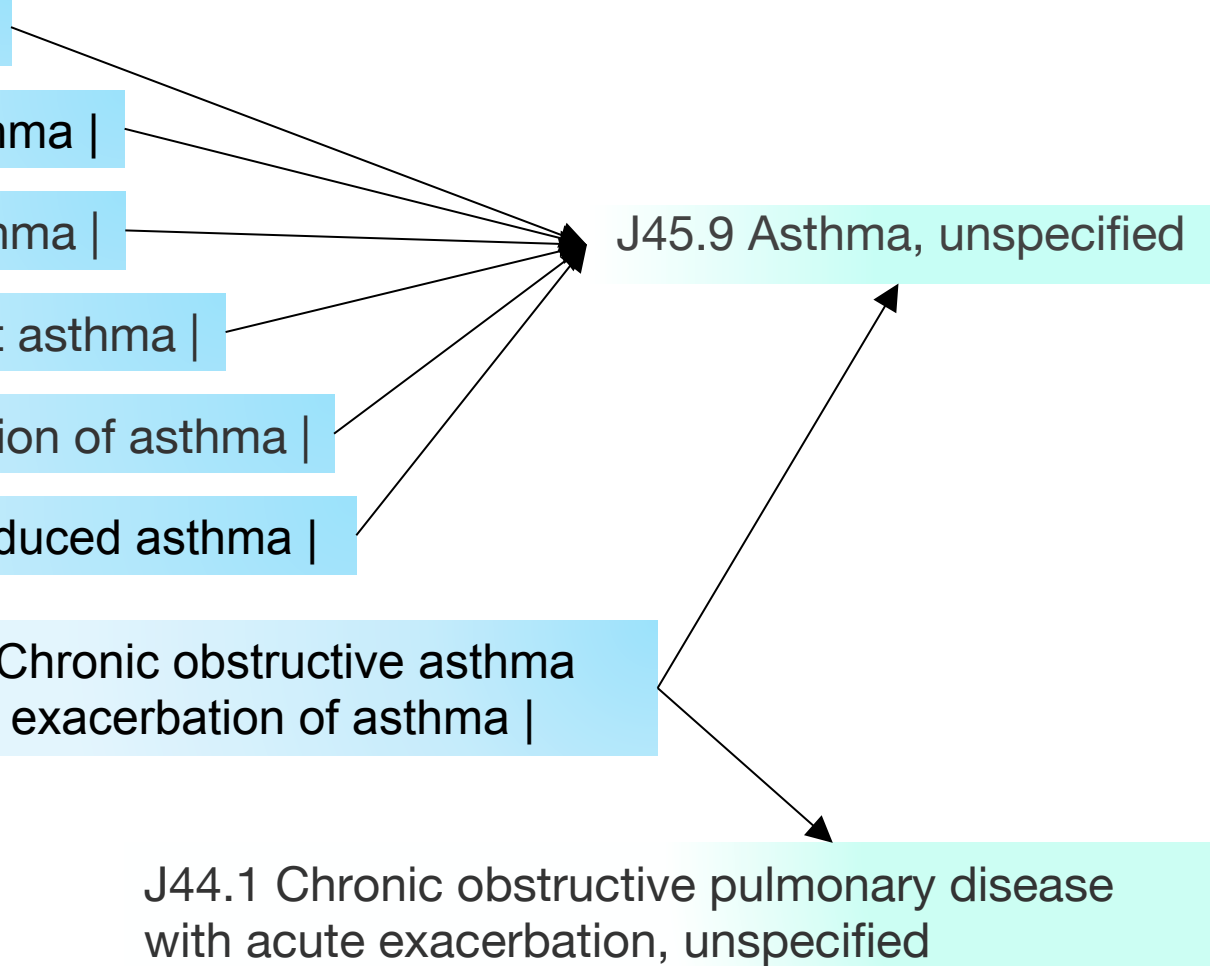 hma |
J45.9 Asthma, unspecified
hma |
t asthma |
ion of asthma |
duced asthma |
Chronic obstructive asthma
exacerbation of asthma |
J44.1 Chronic obstructive pulmonary disease
with acute exacerbation, unspecified